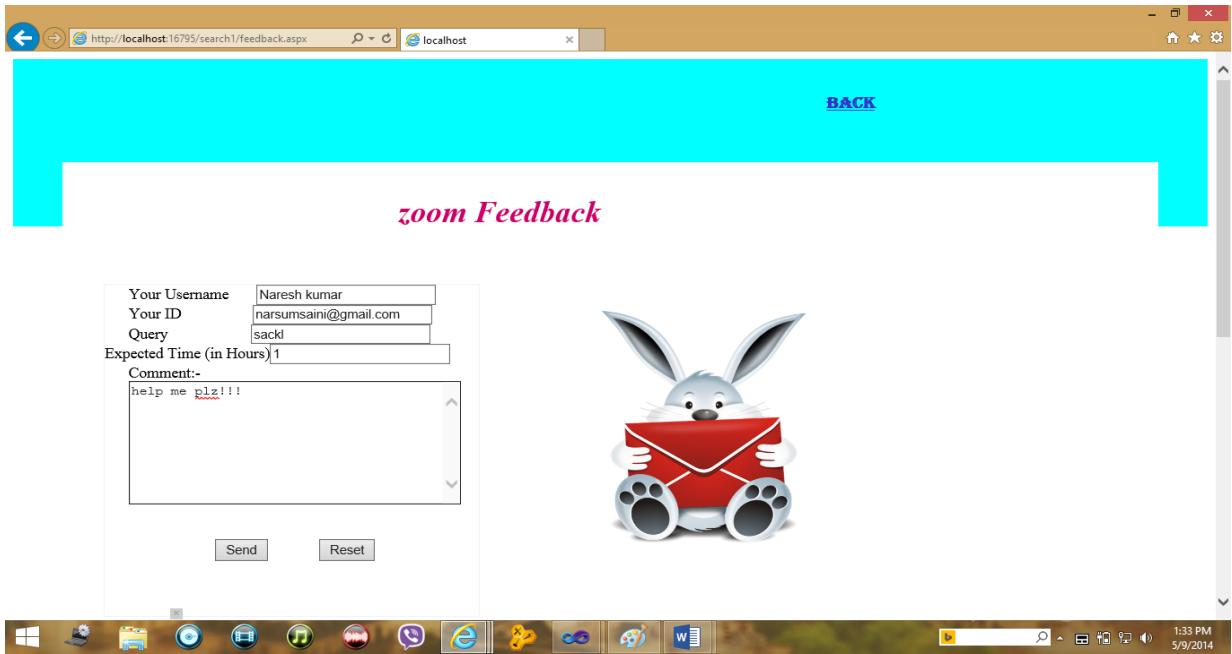 http://localhost:16795/search1/feedback.aspx
localhost
BACK
zoom Feedback
Your Username Naresh kumar
Your ID narsumsaini@gmail.com
Query sackl
Expected Time (in Hours) 1
Comment:-
help me plz!!!
Send Reset
1:33 PM
5/9/2014